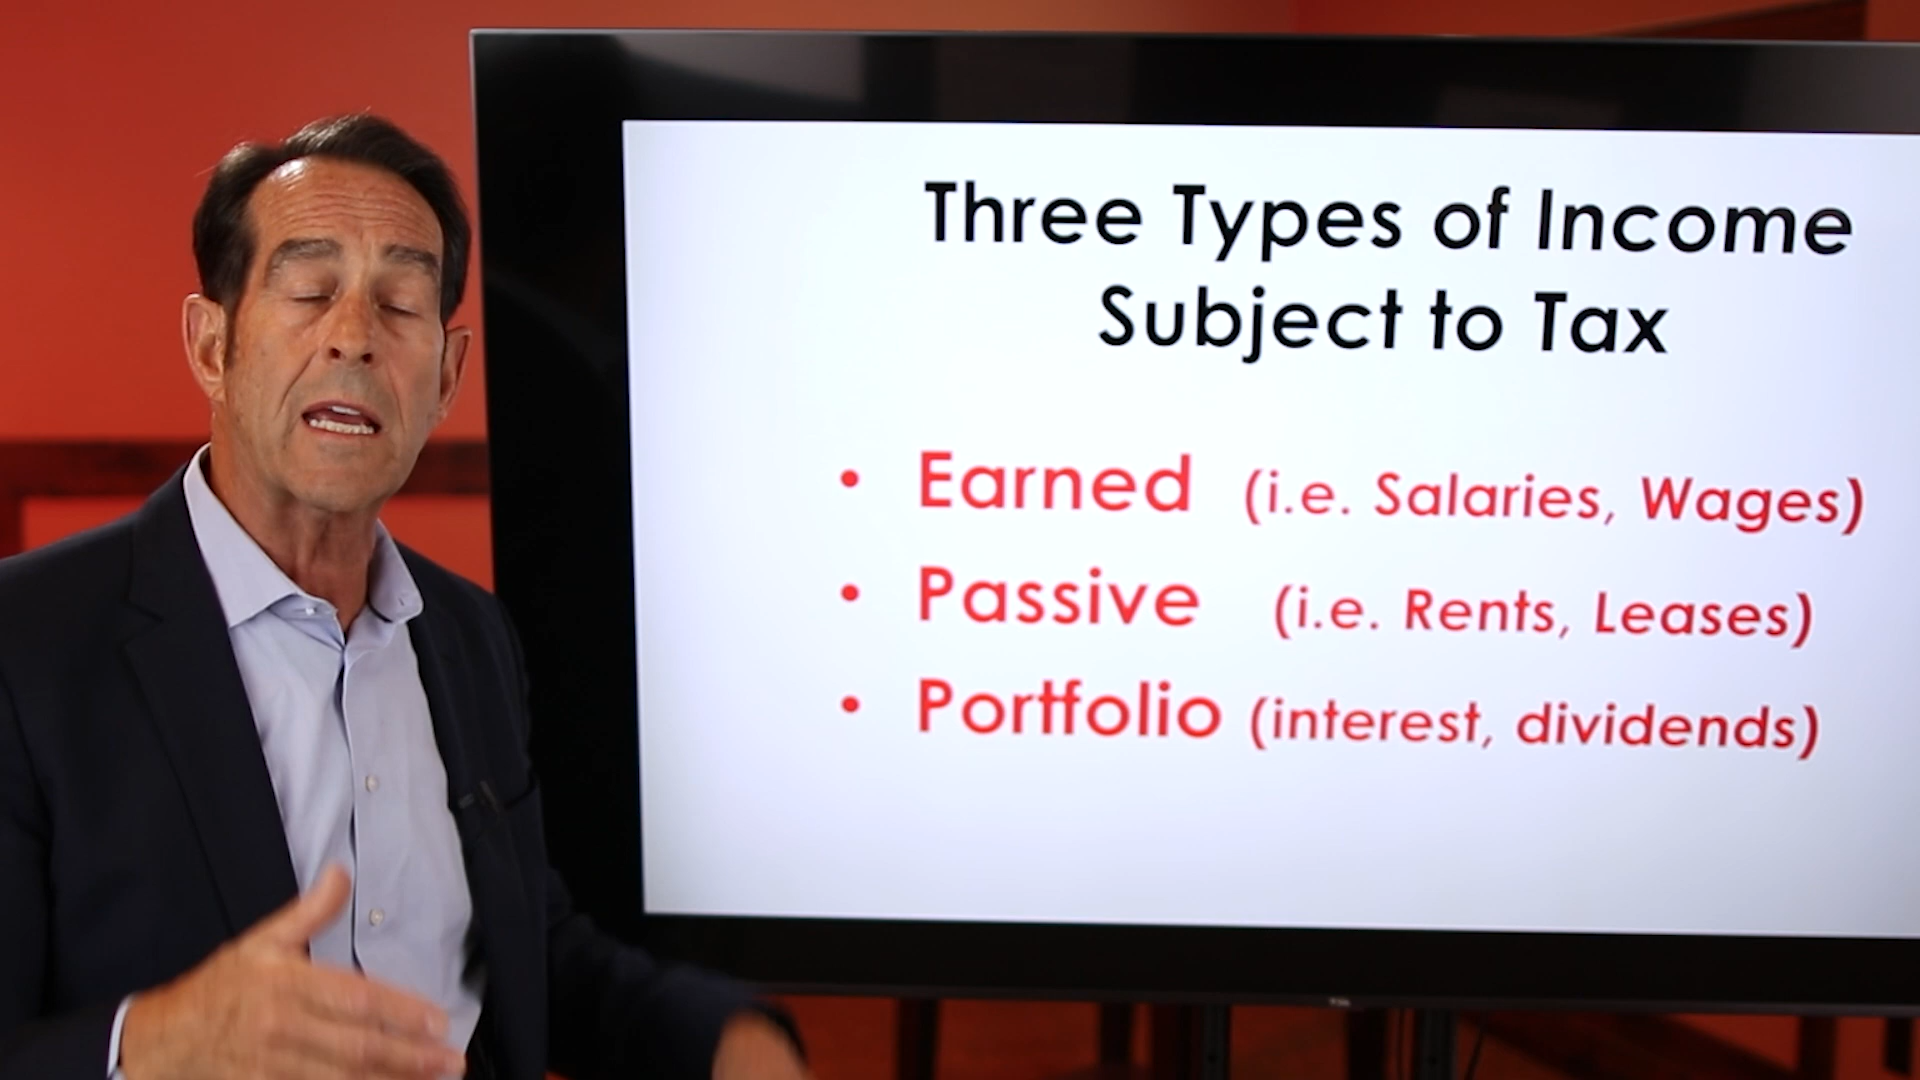 Three Types of Income
Subject to Tax
• Earned (i.e. Salaries, Wages)
• Passive (i.e. Rents, Leases)
• Portfolio (interest, dividends)